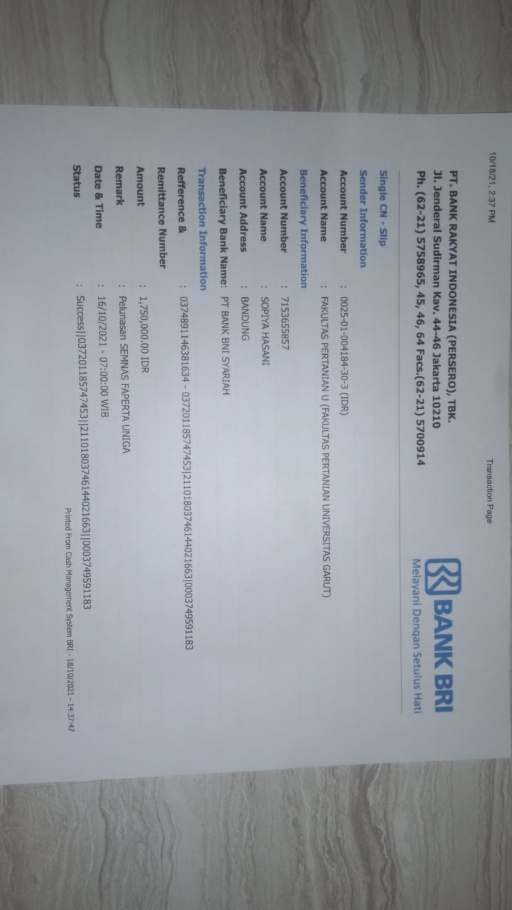 10/18/21, 2:37 PM
Transaction Page
PT. BANK RAKYAT INDONESIA (PERSERO), TBK.
Jl. Jenderal Sudirman Kav. 44-46 Jakarta 10210
Ph. (62-21) 5758965, 45, 46, 64 Facs.(62-21) 5700914
BANK BRI
Melayani Dengan Setulus Hati
Single CN - Slip
Sender Information
Account Number : 0025-01-004184-30-3 (IDR)
Account Name : FAKULTAS PERTANIAN U (FAKULTAS PERTANIAN UNIVERSITAS GARUT)
Beneficiary Information
Account Number : 7153655857
Account Name : SOPIYA HASANI
Account Address : BANDUNG
Beneficiary Bank Name: PT BANK BNI SYARIAH
Transaction Information
Refference & : 0374891146381634 - 037201185747453|211018037461440216​63|0003749591183
Remittance Number
Amount : 1,750,000.00 IDR
Remark : Pelunasan SEMNAS FAPERTA UNIGA
Date & Time : 16/10/2021 - 07:00:00 WIB
Status : Success||037201185747453||21101803746144021663||0003749591183
Printed From Cash Management System BRI - 18/10/2021 - 14:37:47